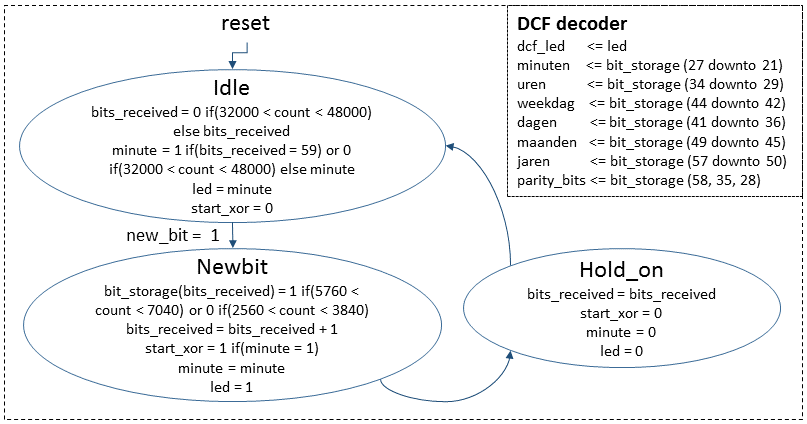 reset
Idle
bits_received = 0 if(32000 < count < 48000)
else bits_received
minute = 1 if(bits_received = 59) or 0
if(32000 < count < 48000) else minute
led = minute
start_xor = 0
new_bit = 1
Newbit
bit_storage(bits_received) = 1 if(5760 <
count < 7040) or 0 if(2560 < count < 3840)
bits_received = bits_received + 1
start_xor = 1 if(minute = 1)
minute = minute
led = 1
Hold_on
bits_received = bits_received
start_xor = 0
minute = 0
led = 0
DCF decoder
dcf_led <= led
minuten <= bit_storage (27 downto 21)
uren <= bit_storage (34 downto 29)
weekdag <= bit_storage (44 downto 42)
dagen <= bit_storage (41 downto 36)
maanden <= bit_storage (49 downto 45)
jaren <= bit_storage (57 downto 50)
parity_bits <= bit_storage (58, 35, 28)